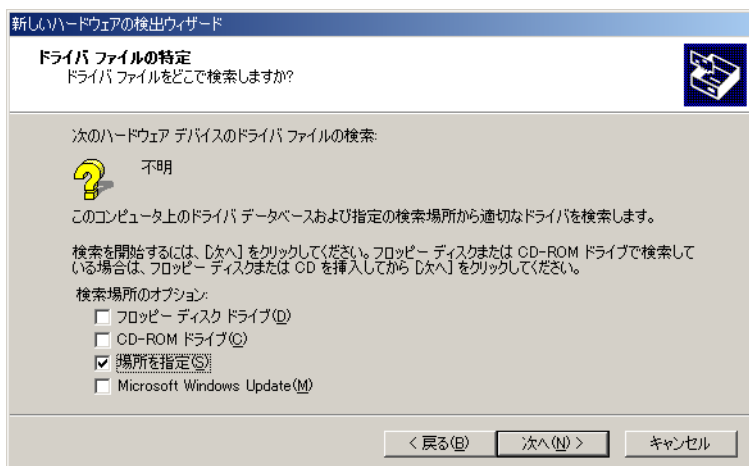 新しいハードウェアの検出ウィザード
ドライバ ファイルの特定
ドライバ ファイルをどこで検索しますか?
次のハードウェア デバイスのドライバ ファイルの検索:
不明
このコンピュータ上のドライバ データベースおよび指定の検索場所から適切なドライバを検索します。
検索を開始するには、[次へ] をクリックしてください。フロッピー ディスクまたは CD-ROM ドライブで検索して
いる場合は、フロッピー ディスクまたは CD を挿入してから [次へ] をクリックしてください。
検索場所のオプション:
フロッピー ディスク ドライブ(D)
CD-ROM ドライブ(C)
場所を指定(S)
Microsoft Windows Update(M)
< 戻る(B) 次へ(N) > キャンセル